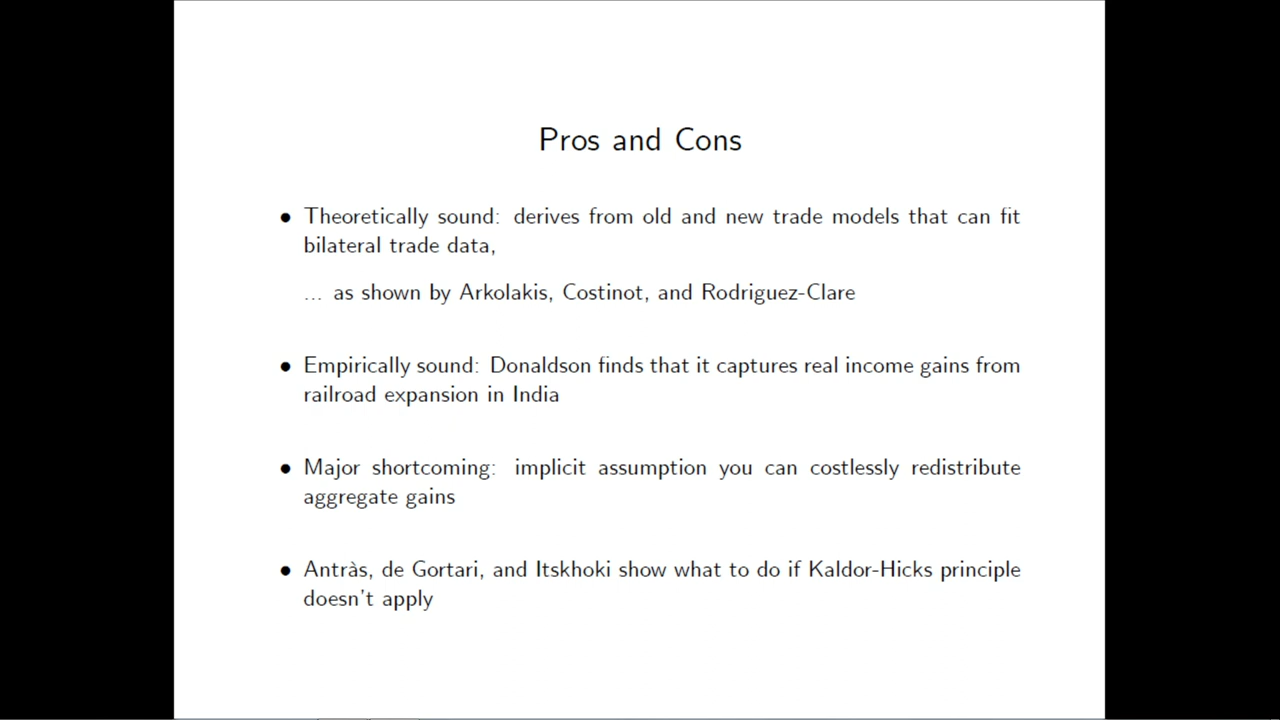 Pros and Cons
● Theoretically sound: derives from old and new trade models that can fit
bilateral trade data,
... as shown by Arkolakis, Costinot, and Rodriguez-Clare
● Empirically sound: Donaldson finds that it captures real income gains from
railroad expansion in India
● Major shortcoming: implicit assumption you can costlessly redistribute
aggregate gains
● Antràs, de Gortari, and Itskhoki show what to do if Kaldor-Hicks principle
doesn't apply